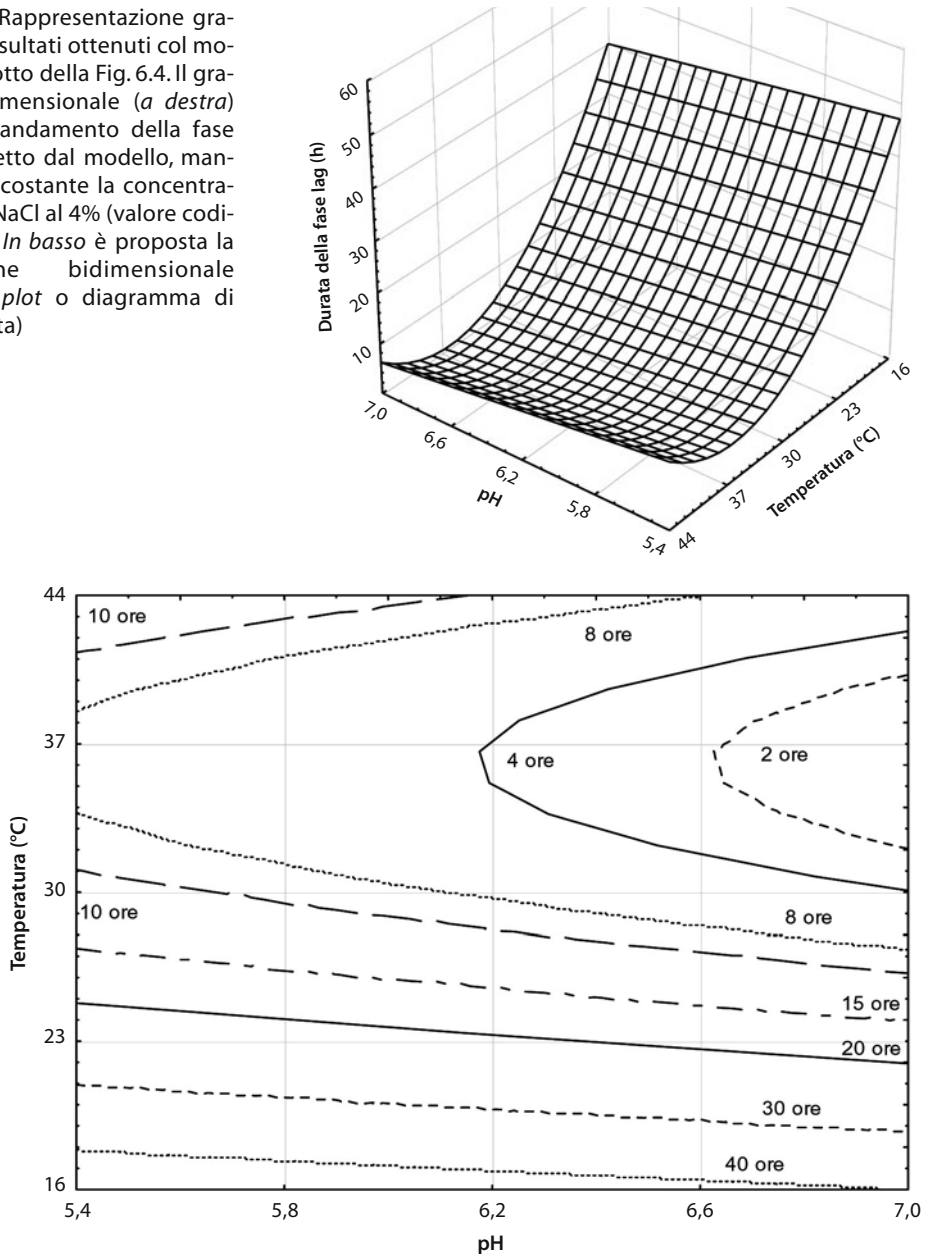 Rappresentazione gra-
sultati ottenuti col mo-
otto della Fig. 6.4. Il gra-
mensionale (a destra)
andamento della fase
etto dal modello, man-
costante la concentra-
NaCl al 4% (valore codi-
In basso è proposta la
ne bidimensionale
plot o diagramma di
ta)
Durata della fase lag (h)
60
50
40
30
20
10
7,0
6,6
6,2
5,8
5,4
pH
44
37
30
23
16
Temperatura (°C)
44
37
30
23
16
Temperatura (°C)
10 ore
8 ore
4 ore
2 ore
10 ore
8 ore
15 ore
20 ore
30 ore
40 ore
5,4
5,8
6,2
6,6
7,0
pH